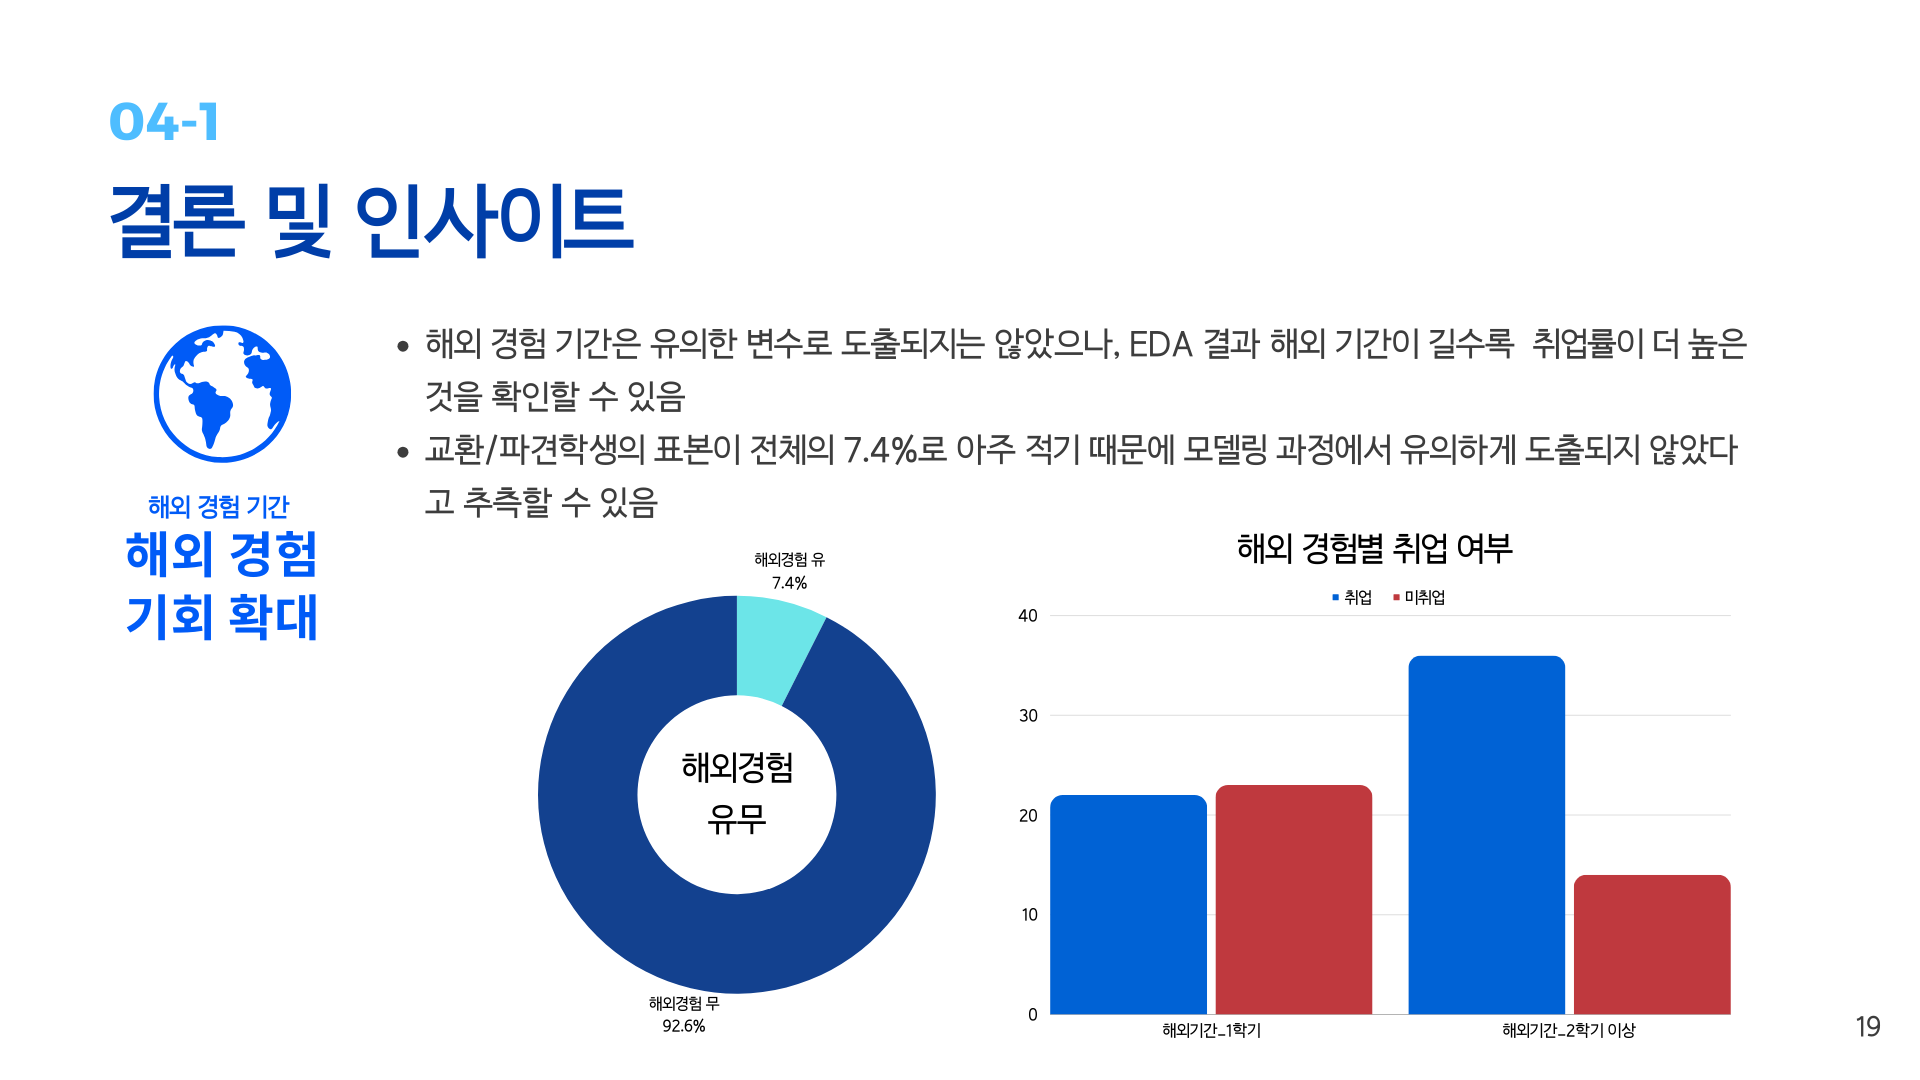 04-1
결론 및 인사이트
해외 경험 기간
해외 경험
기회 확대
• 해외 경험 기간은 유의한 변수로 도출되지는 않았으나, EDA 결과 해외 기간이 길수록 취업률이 더 높은
것을 확인할 수 있음
• 교환/파견학생의 표본이 전체의 7.4%로 아주 적기 때문에 모델링 과정에서 유의하게 도출되지 않았다
고 추측할 수 있음
해외경험 유
7.4%
해외경험
유무
해외경험 무
92.6%
해외 경험별 취업 여부
취업 미취업
40
30
20
10
0
해외기간_1학기 해외기간_2학기 이상
19